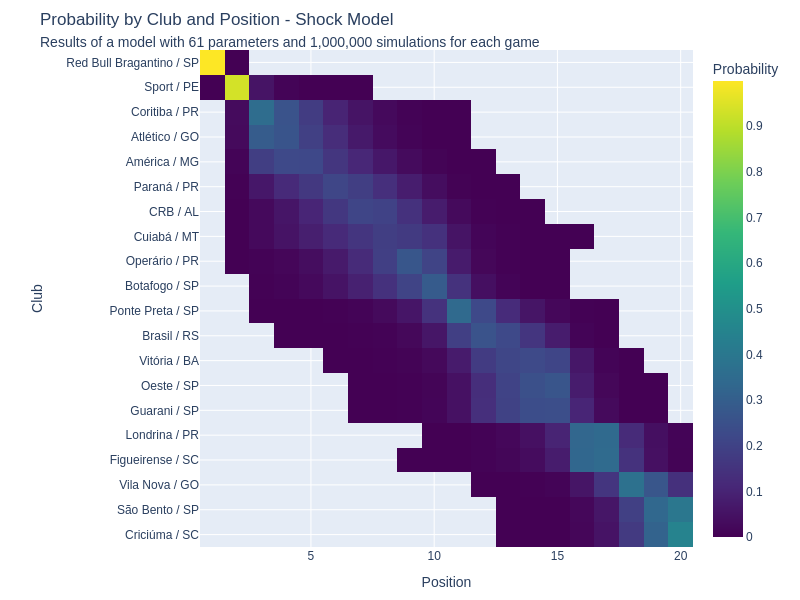 Probability by Club and Position - Shock Model
Results of a model with 61 parameters and 1,000,000 simulations for each game
Red Bull Bragantino / SP
Sport / PE
Coritiba / PR
Atlético / GO
América / MG
Paraná / PR
CRB / AL
Cuiabá / MT
Operário / PR
Botafogo / SP
Ponte Preta / SP
Brasil / RS
Vitória / BA
Oeste / SP
Guarani / SP
Londrina / PR
Figueirense / SC
Vila Nova / GO
São Bento / SP
Criciúma / SC
Club
5
10
15
20
Position
Probability
0.9
0.8
0.7
0.6
0.5
0.4
0.3
0.2
0.1
0